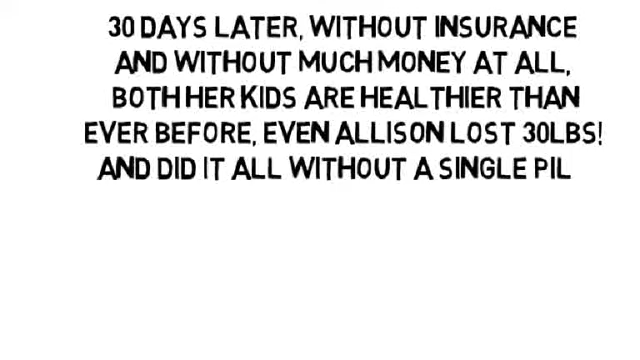 30 DAYS LATER, WITHOUT INSURANCE
AND WITHOUT MUCH MONEY AT ALL,
BOTH HER KIDS ARE HEALTHIER THAN
EVER BEFORE, EVEN ALLISON LOST 30LBS!
AND DID IT ALL WITHOUT A SINGLE PIL